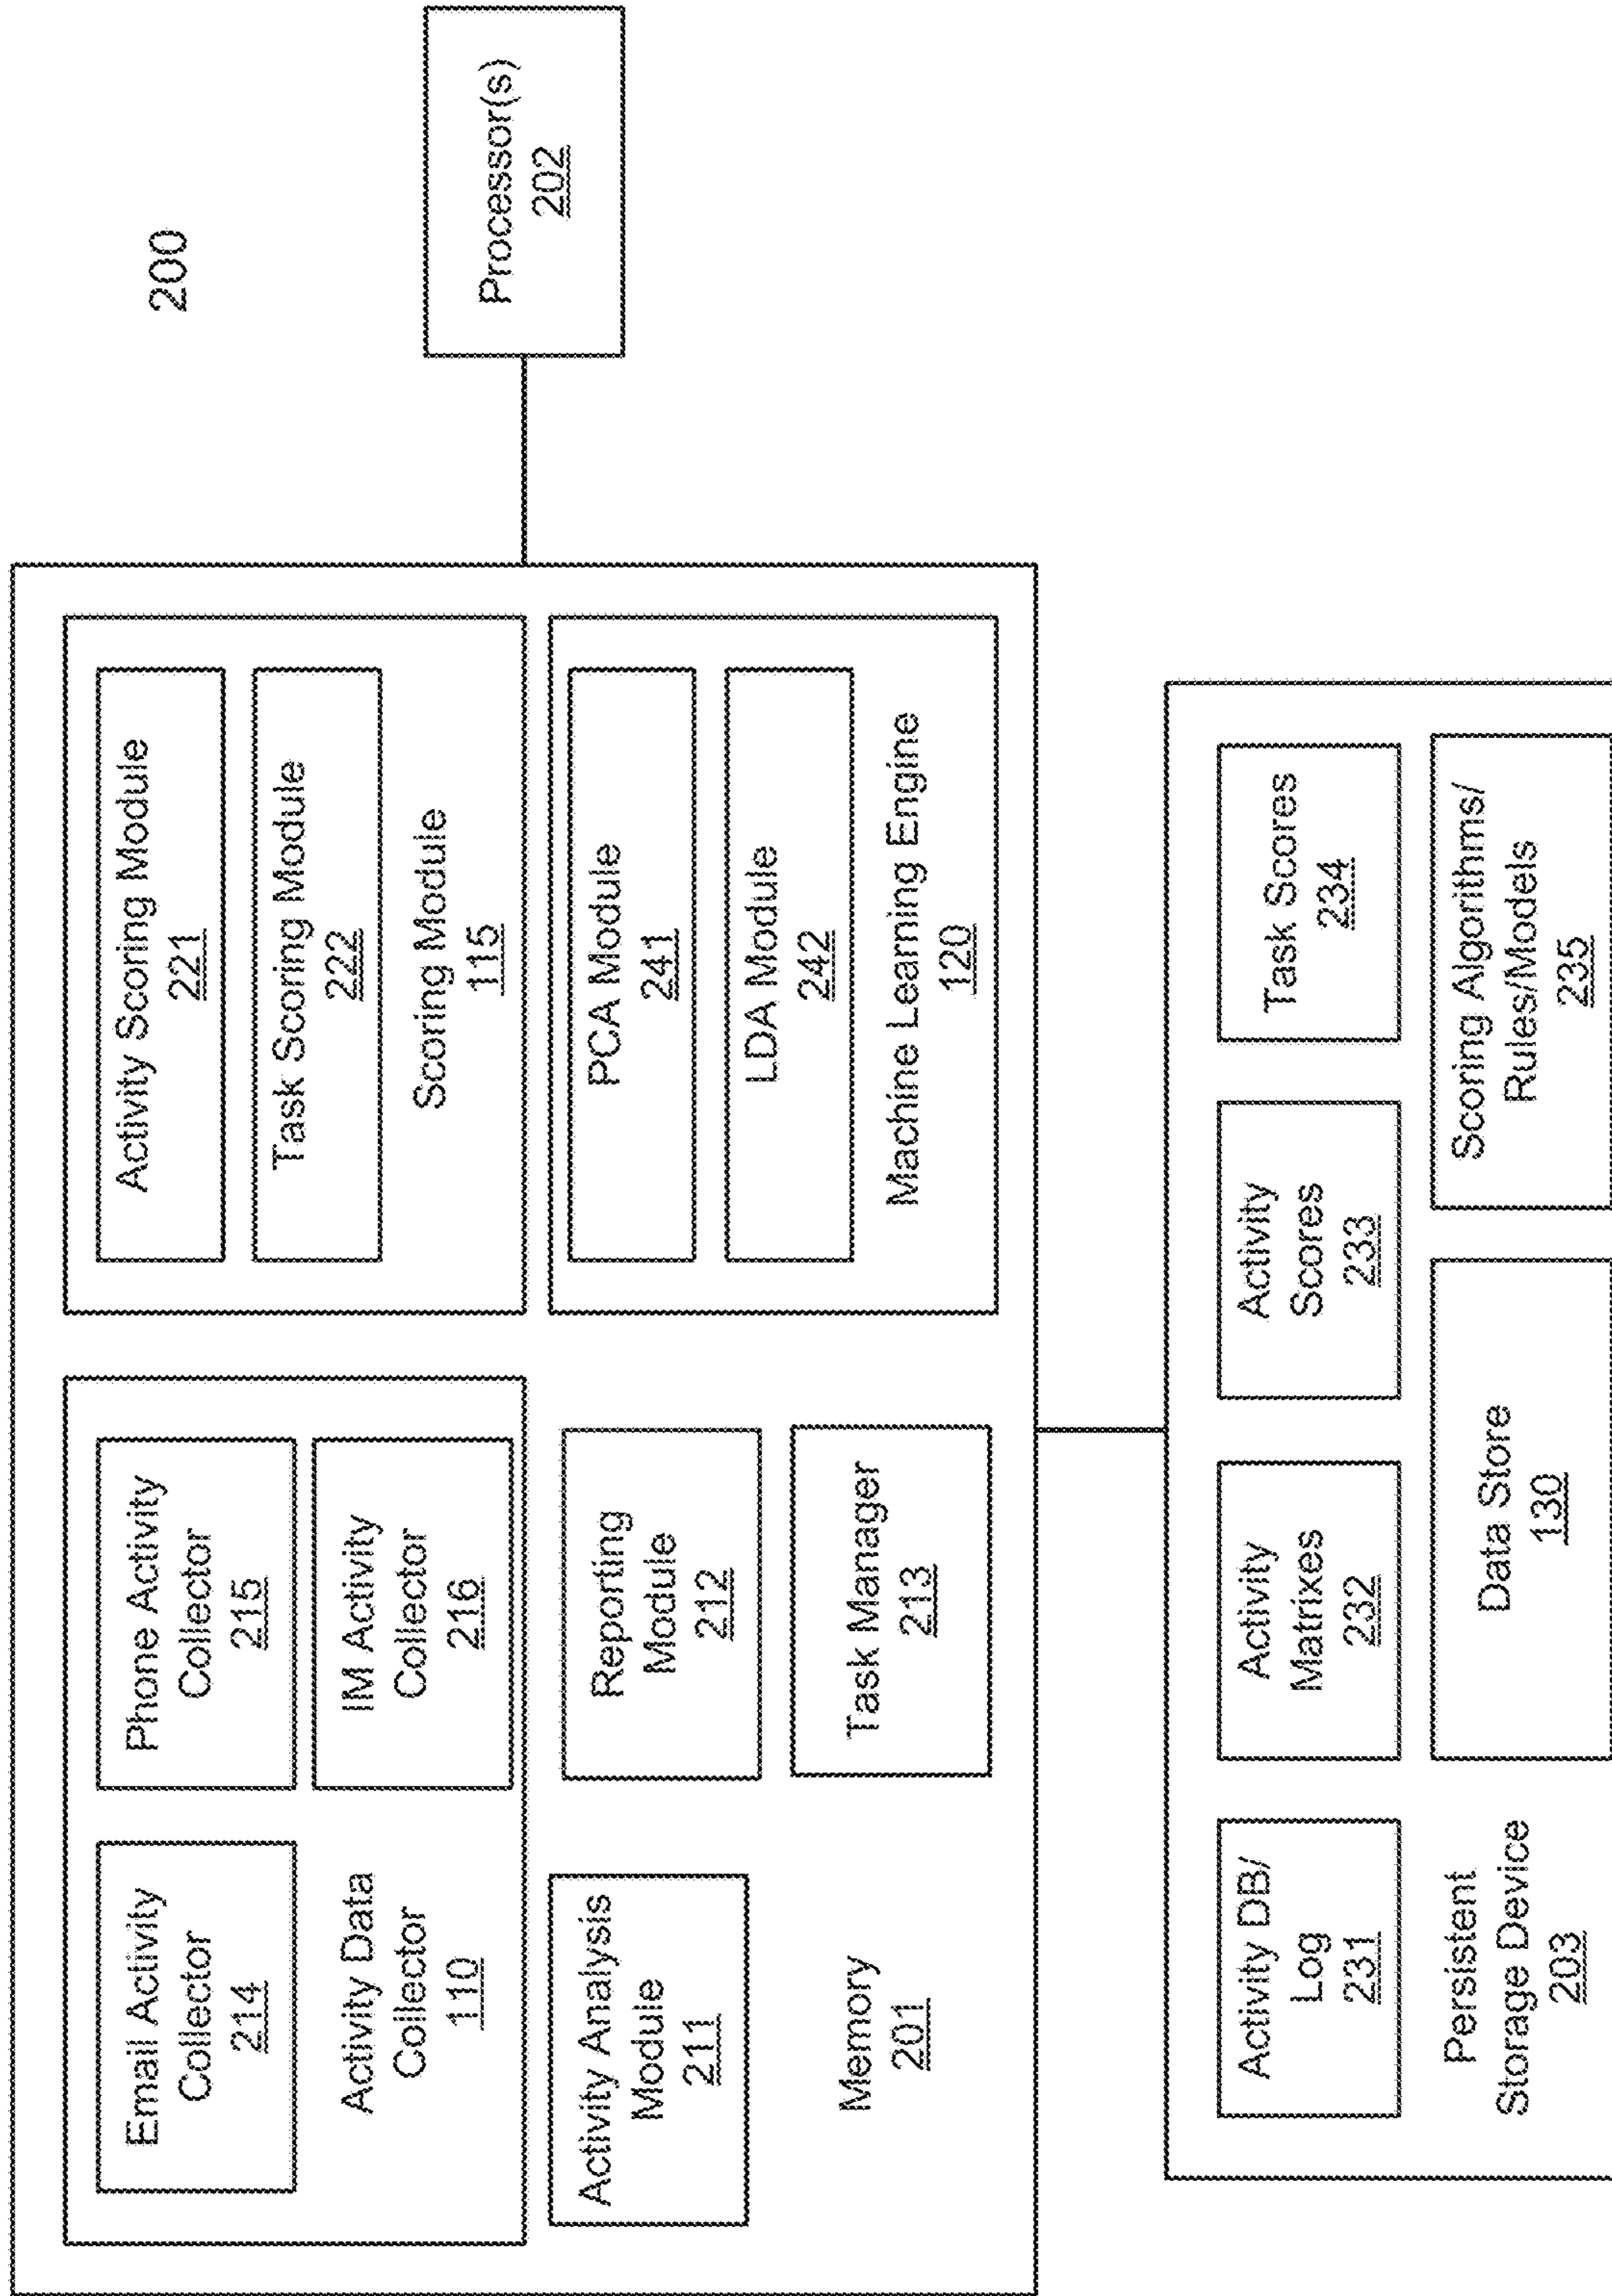 200
Email Activity
Collector
214
Phone Activity
Collector
215
Activity Data
Collector
110
IM Activity
Collector
216
Activity Scoring Module
221
Task Scoring Module
222
Scoring Module
115
Processor(s)
202
Activity Analysis
Module
211
Reporting
Module
212
PCA Module
241
LDA Module
242
Machine Learning Engine
120
Memory
201
Task Manager
213
Activity DB/
Log
231
Activity
Matrixes
232
Activity
Scores
233
Task Scores
234
Persistent
Storage Device
203
Data Store
130
Scoring Algorithms/
Rules/Models
235